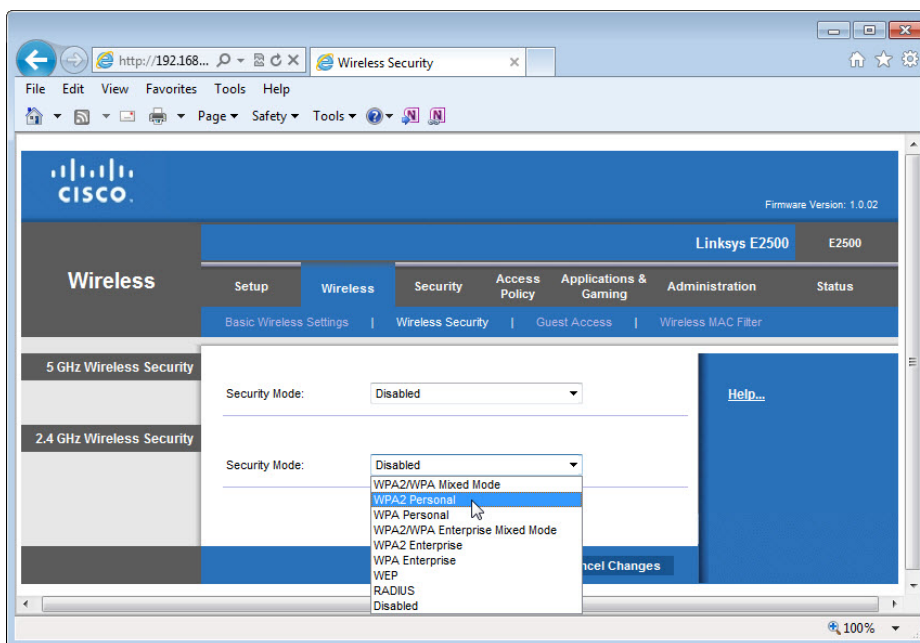 http://192.168...
Wireless Security
File Edit View Favorites Tools Help
Page Safety Tools
CISCO.
Firmware Version: 1.0.02
Linksys E2500
E2500
Wireless
Setup
Wireless
Security
Access Policy
Applications & Gaming
Administration
Status
Basic Wireless Settings | Wireless Security | Guest Access | Wireless MAC Filter
5 GHz Wireless Security
Security Mode: Disabled
Help...
2.4 GHz Wireless Security
Security Mode: Disabled
WPA2/WPA Mixed Mode
WPA2 Personal
WPA Personal
WPA2/WPA Enterprise Mixed Mode
WPA2 Enterprise
WPA Enterprise
WEP
RADIUS
Disabled
ncel Changes
100%